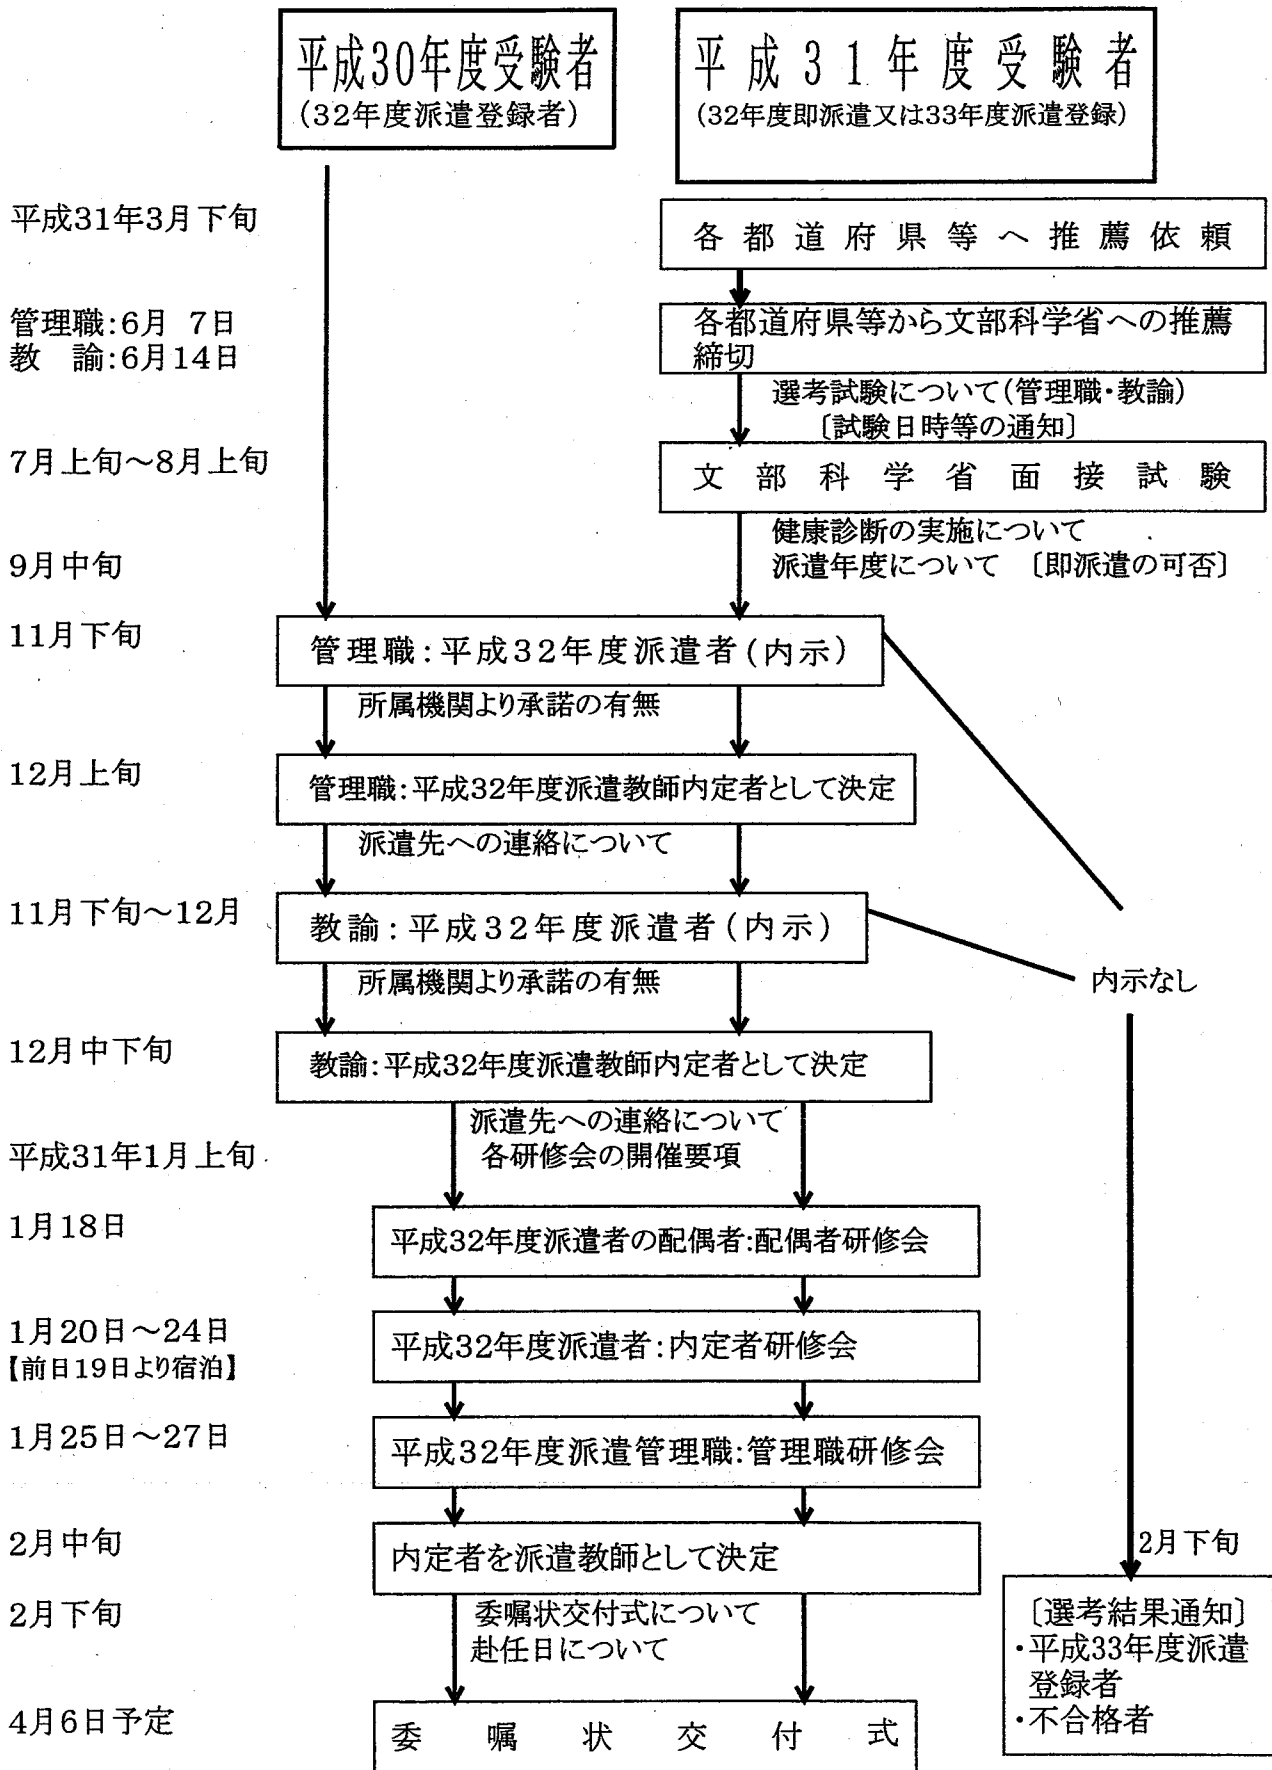 平成30年度受験者
(32年度派遣登録者)
平成31年度受験者
(32年度即派遣又は33年度派遣登録)
平成31年3月下旬
各都道府県等へ推薦依頼
管理職:6月 7日
教　諭:6月14日
各都道府県等から文部科学省への推薦
締切
選考試験について(管理職・教諭)
〔試験日時等の通知〕
7月上旬～8月上旬
文部科学省面接試験
健康診断の実施について
9月中旬
派遣年度について 〔即派遣の可否〕
11月下旬
管理職:平成32年度派遣者(内示)
所属機関より承諾の有無
12月上旬
管理職:平成32年度派遣教師内定者として決定
派遣先への連絡について
11月下旬～12月
教諭:平成32年度派遣者(内示)
所属機関より承諾の有無
内示なし
12月中下旬
教諭:平成32年度派遣教師内定者として決定
派遣先への連絡について
平成31年1月上旬
各研修会の開催要項
1月18日
平成32年度派遣者の配偶者:配偶者研修会
1月20日～24日
【前日19日より宿泊】
平成32年度派遣者:内定者研修会
1月25日～27日
平成32年度派遣管理職:管理職研修会
2月中旬
内定者を派遣教師として決定
2月下旬
2月下旬
委嘱状交付式について
赴任日について
〔選考結果通知〕
・平成33年度派遣
登録者
・不合格者
4月6日予定
委嘱状交付式